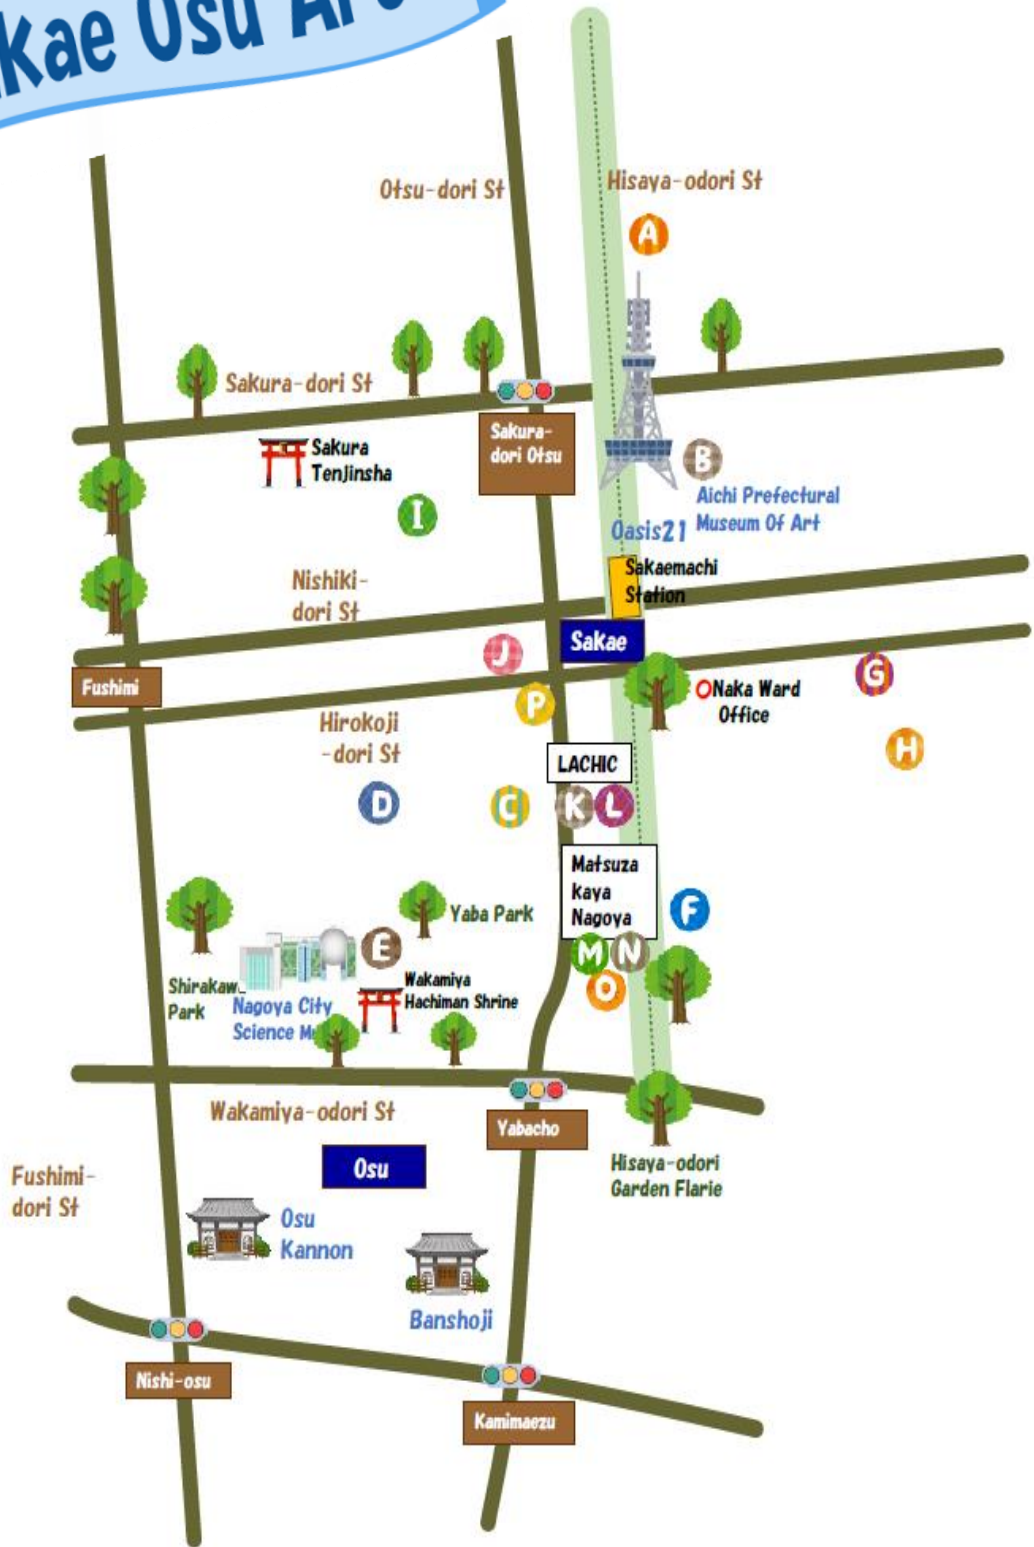 Osu
Otsu-dori St
Hisaya-odori St
A
Sakura-dori St
Sakura-
dori Otsu
Sakura
Tenjinsha
B
Aichi Prefectural
Museum Of Art
I
Oasis21
Sakaemachi
Station
Nishiki-
dori St
Sakae
J
Fushimi
P
Naka Ward
Office
G
Hirokoji
-dori St
H
LACHIC
D
C
K
L
Matsuza
kaya
Nagoya
F
Yaba Park
E
M
N
O
Shirakaw
Park
Nagoya City
Science M
Wakamiya
Hachiman Shrine
Wakamiya-odori St
Yabacho
Osu
Hisaya-odori
Garden Flarie
Fushimi-
dori St
Osu
Kannon
Banshoji
Nishi-osu
Kamimaezu